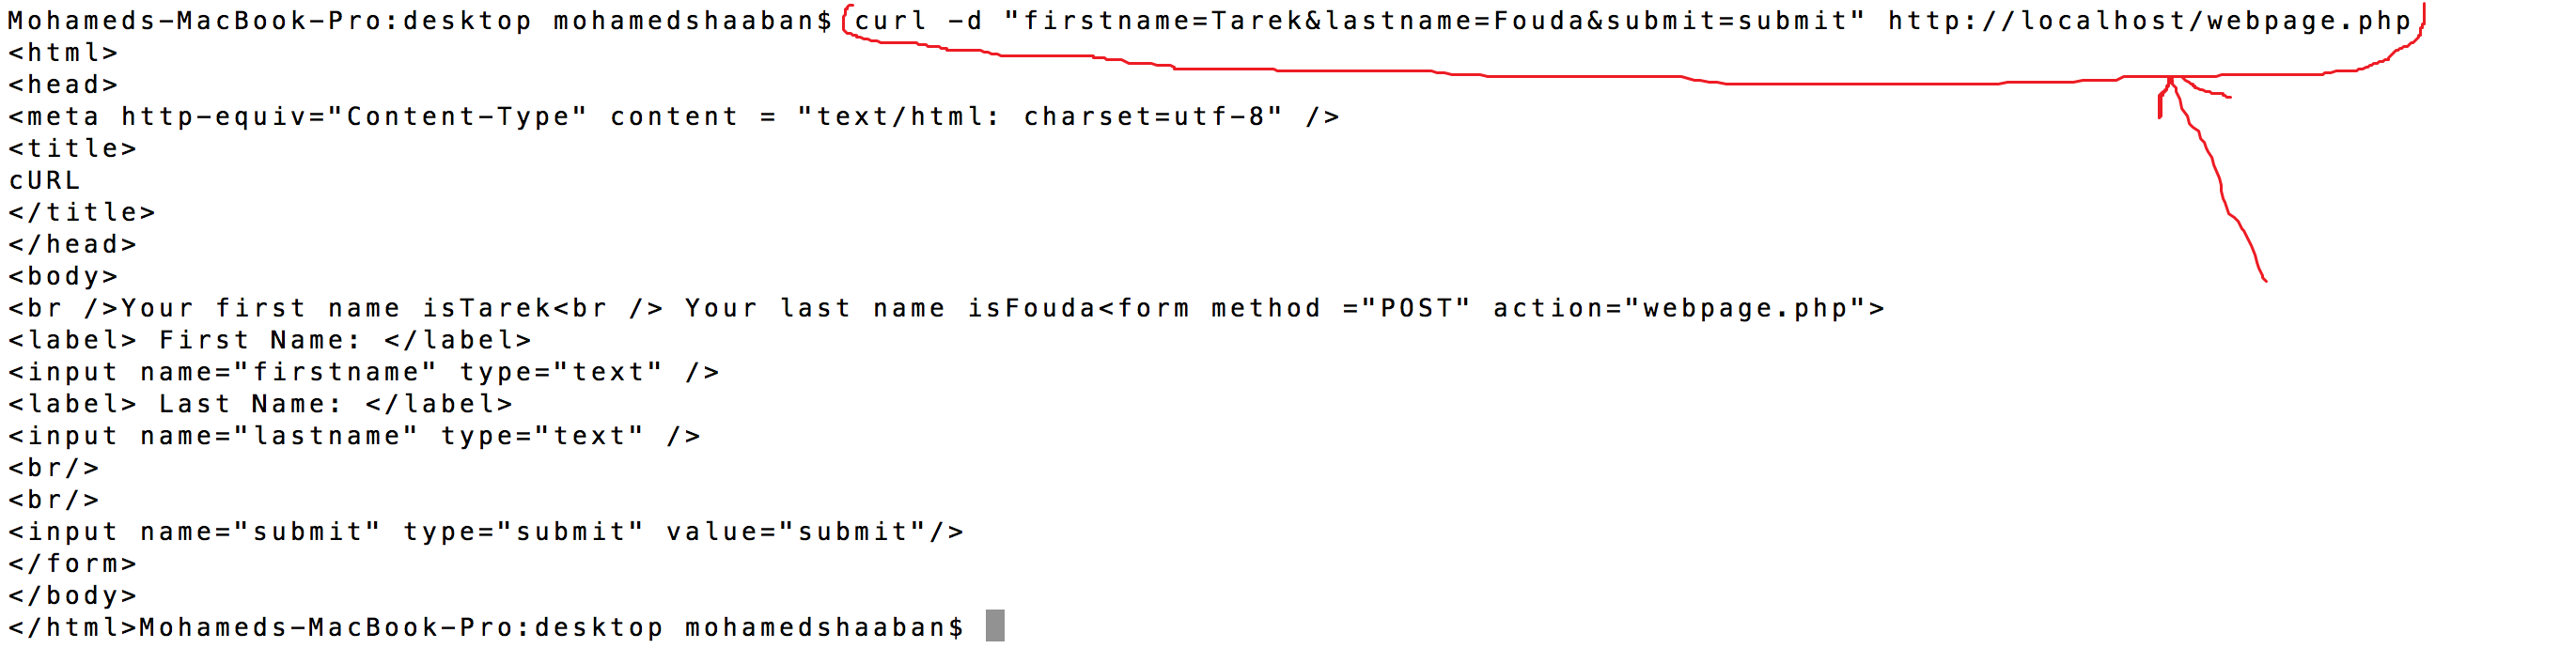 Mohameds-MacBook-Pro:desktop mohamedshaaban$ curl -d "firstname=Tarek&lastname=Fouda&submit=submit" http://localhost/webpage.php
<html>
<head>
<meta http-equiv="Content-Type" content = "text/html: charset=utf-8" />
<title>
cURL
</title>
</head>
<body>
<br />Your first name isTarek<br /> Your last name isFouda<form method ="POST" action="webpage.php">
<label> First Name: </label>
<input name="firstname" type="text" />
<label> Last Name: </label>
<input name="lastname" type="text" />
<br/>
<br/>
<input name="submit" type="submit" value="submit"/>
</form>
</body>
</html>Mohameds-MacBook-Pro:desktop mohamedshaaban$